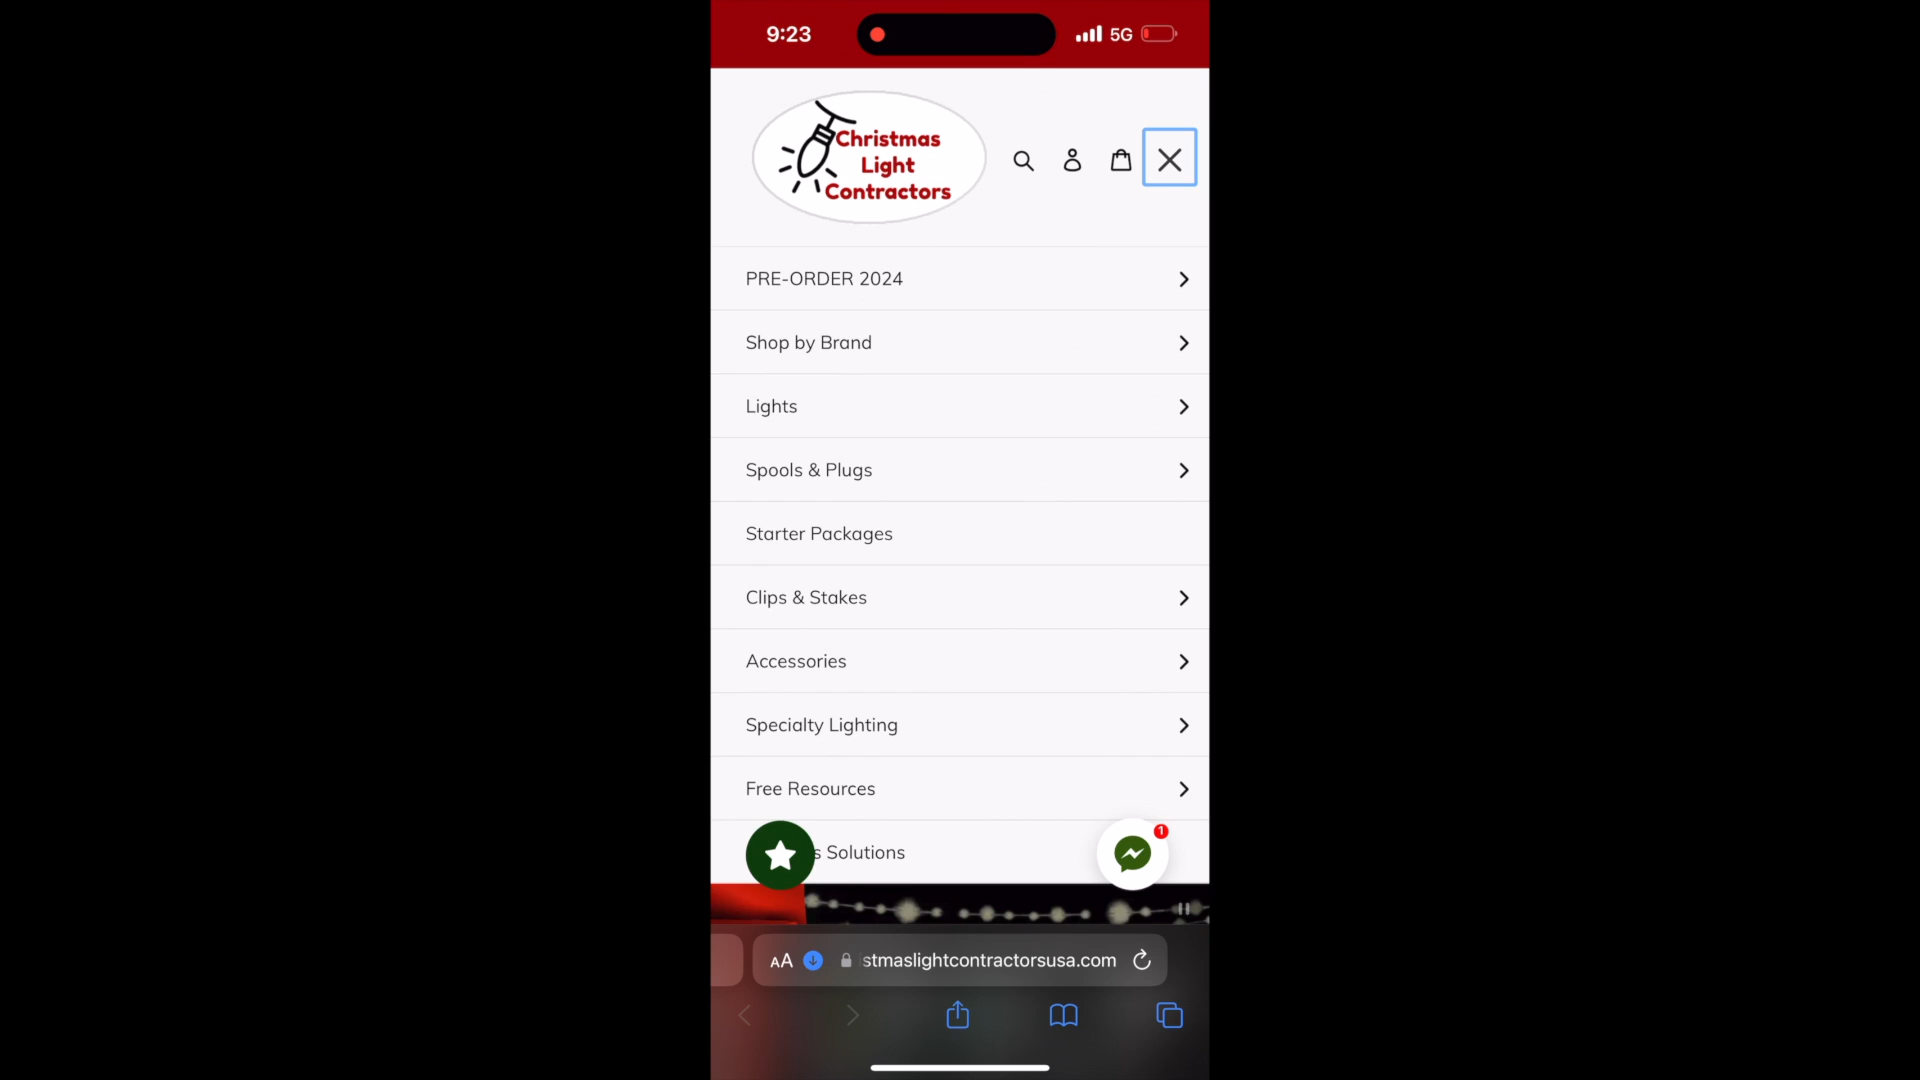 9:23
5G
Christmas
Light
Contractors
PRE-ORDER 2024
Shop by Brand
Lights
Spools & Plugs
Starter Packages
Clips & Stakes
Accessories
Specialty Lighting
Free Resources
1
s Solutions
AA
stmaslightcontractorsusa.com